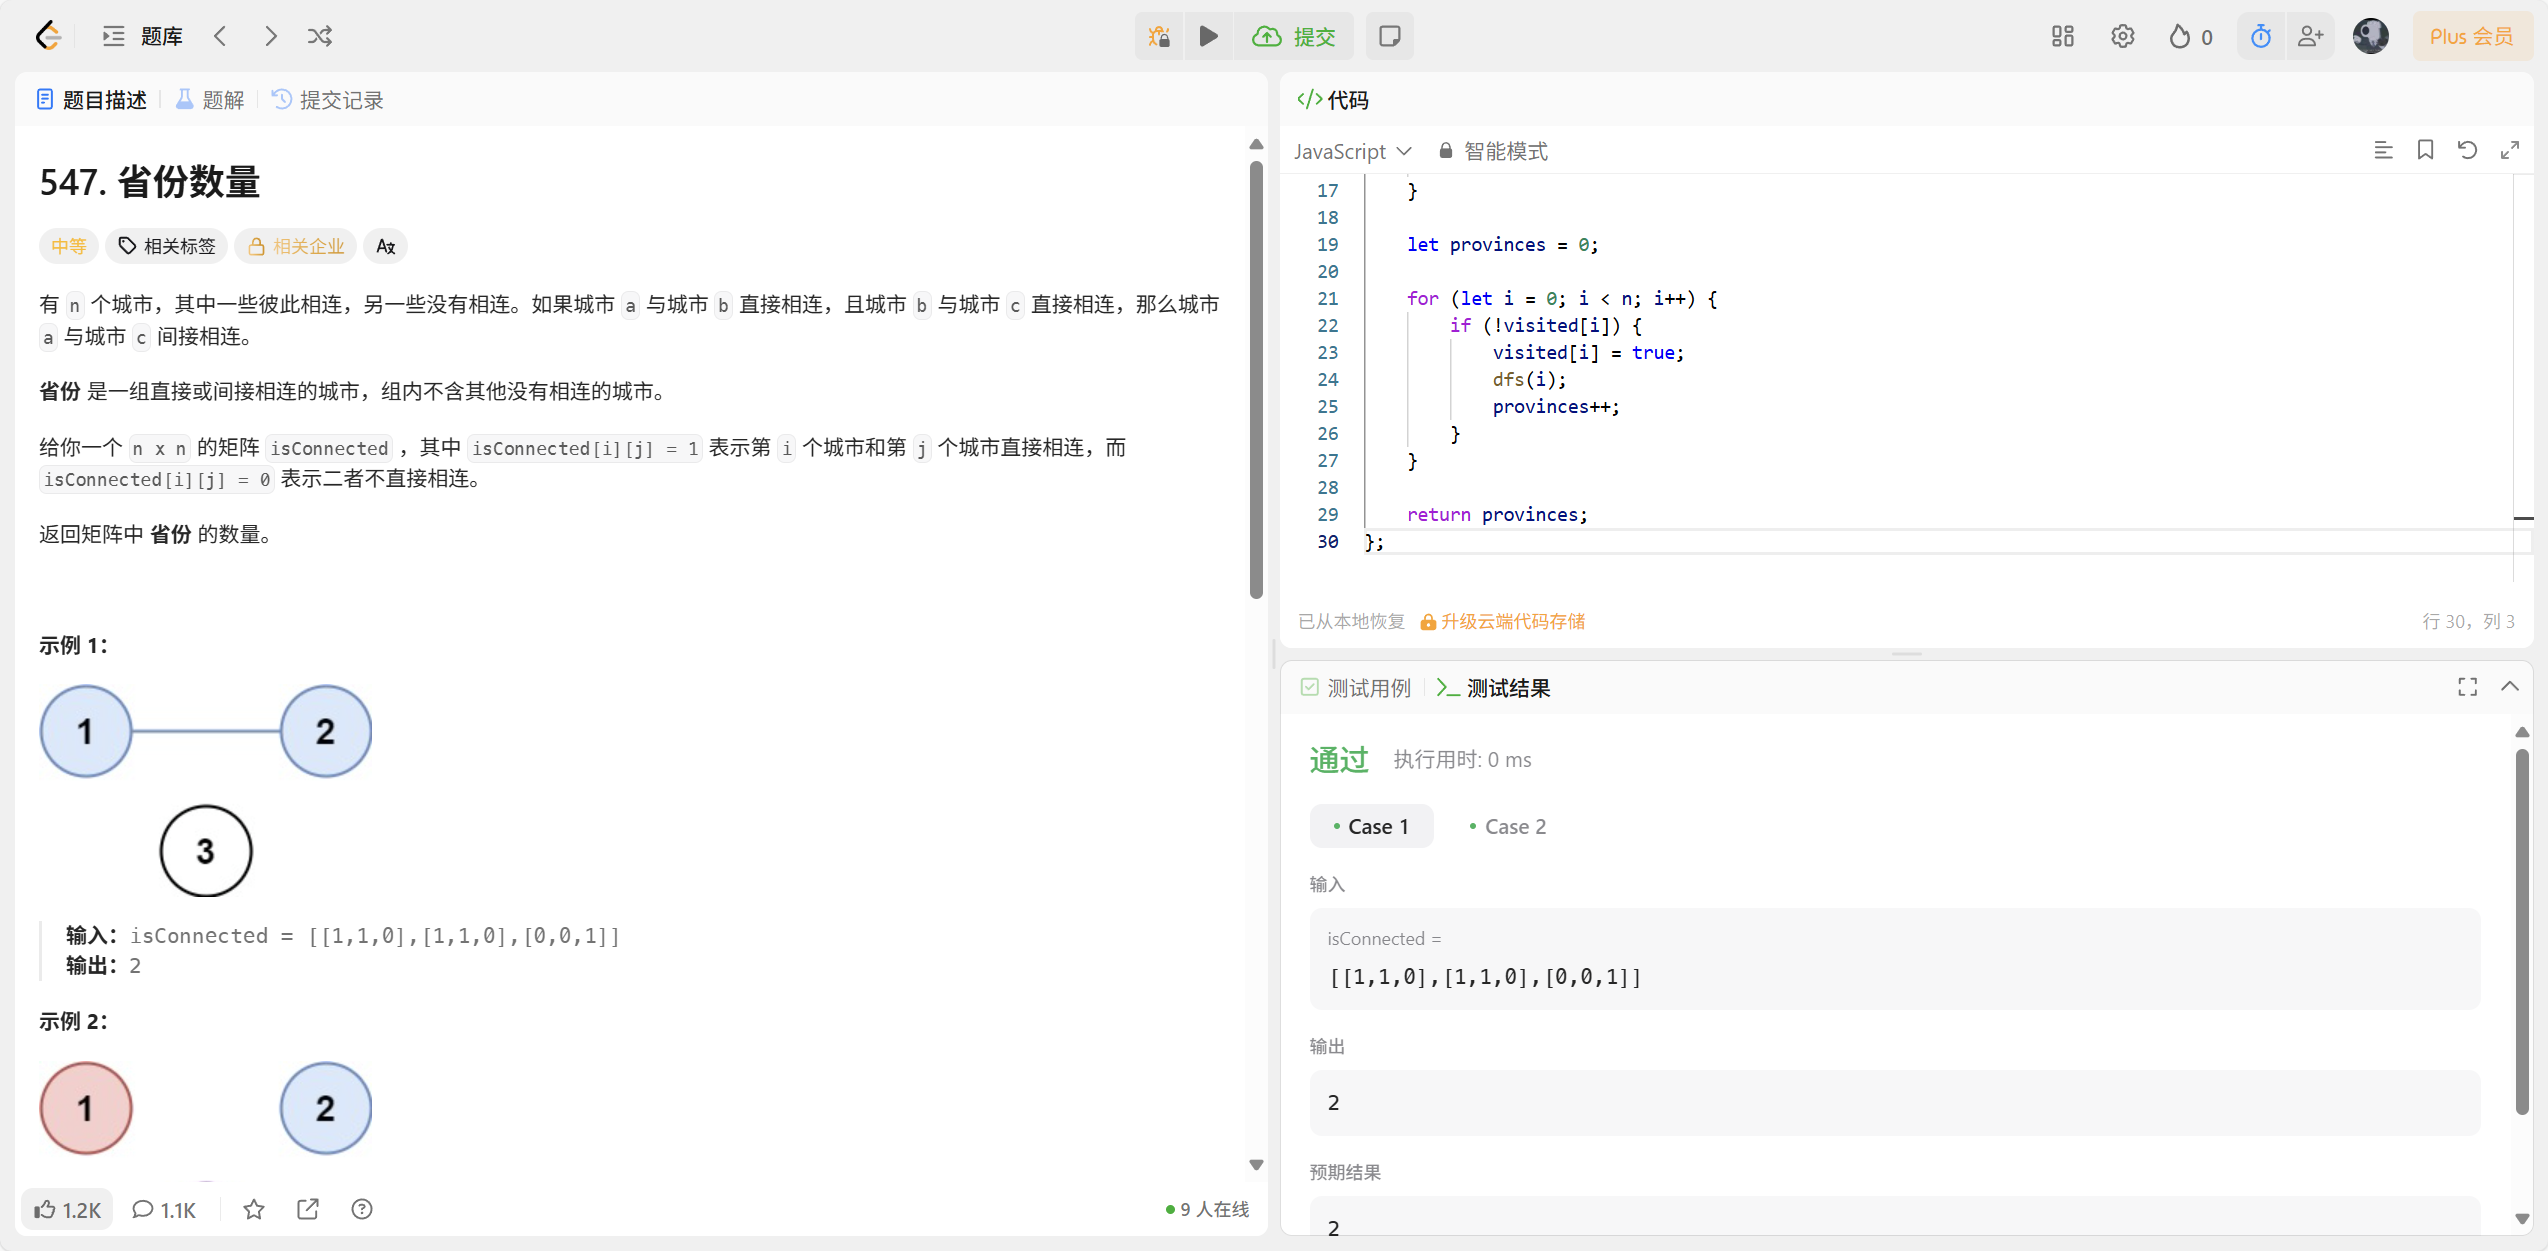 题库
提交
0
Plus 会员
题目描述
题解
提交记录
547. 省份数量
中等
相关标签
相关企业
有 n 个城市，其中一些彼此相连，另一些没有相连。如果城市 a 与城市 b 直接相连，且城市 b 与城市 c 直接相连，那么城市
a 与城市 c 间接相连。
省份 是一组直接或间接相连的城市，组内不含其他没有相连的城市。
给你一个 n x n 的矩阵 isConnected ，其中 isConnected[i][j] = 1 表示第 i 个城市和第 j 个城市直接相连，而
isConnected[i][j] = 0 表示二者不直接相连。
返回矩阵中 省份 的数量。
示例 1：
1
2
3
输入：isConnected = [[1,1,0],[1,1,0],[0,0,1]]
输出：2
示例 2：
1
2
1.2K
1.1K
9 人在线
</> 代码
JavaScript
智能模式
17 }
18
19 let provinces = 0;
20
21 for (let i = 0; i < n; i++) {
22 if (!visited[i]) {
23 visited[i] = true;
24 dfs(i);
25 provinces++;
26 }
27 }
28
29 return provinces;
30 };
已从本地恢复
升级云端代码存储
行 30，列 3
测试用例
测试结果
通过
执行用时: 0 ms
Case 1
Case 2
输入
isConnected =
[[1,1,0],[1,1,0],[0,0,1]]
输出
2
预期结果
2